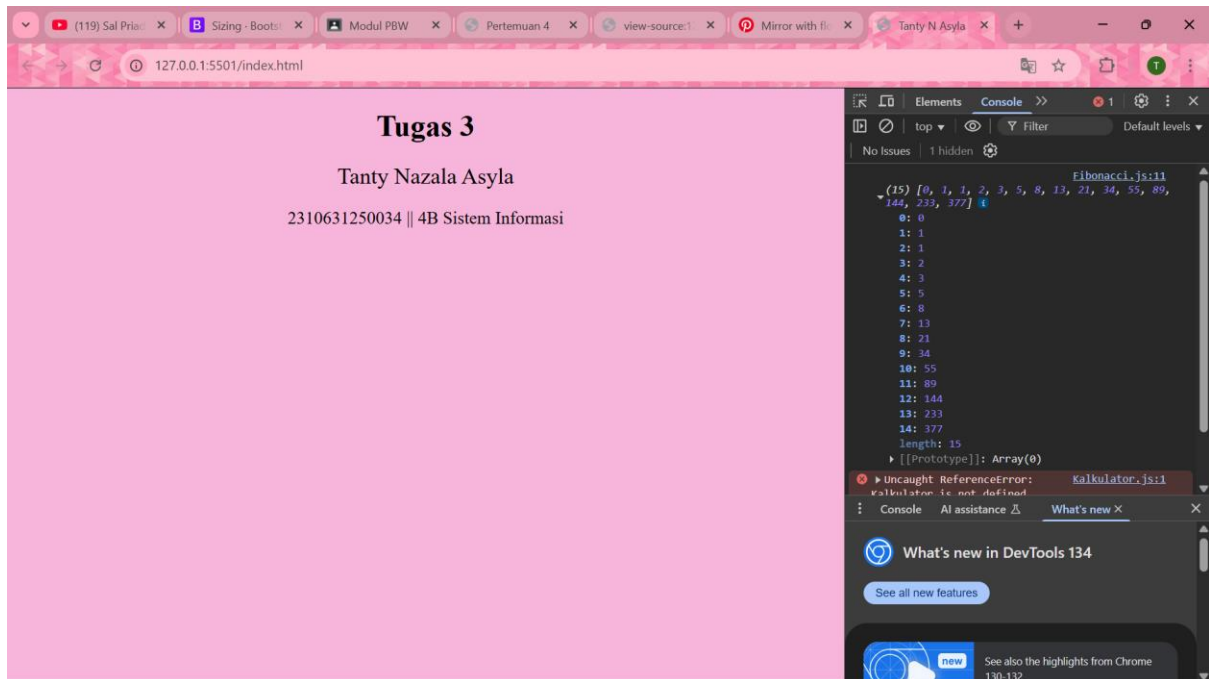 (119) Sal Priad
B Sizing · Bootst
Modul PBW
Pertemuan 4
view-source:1
Mirror with flo
Tanty N Asyla
127.0.0.1:5501/index.html
T
Tugas 3
Tanty Nazala Asyla
2310631250034 || 4B Sistem Informasi
Elements Console 1
top Filter Default levels
No Issues 1 hidden
Fibonacci.js:11
(15) [0, 1, 1, 2, 3, 5, 8, 13, 21, 34, 55, 89,
144, 233, 377] i
0: 0
1: 1
2: 1
3: 2
4: 3
5: 5
6: 8
7: 13
8: 21
9: 34
10: 55
11: 89
12: 144
13: 233
14: 377
length: 15
[[Prototype]]: Array(0)
Uncaught ReferenceError: Kalkulator.js:1
Kalkulator is not defined
Console AI assistance What's new
What's new in DevTools 134
See all new features
new
See also the highlights from Chrome
130-132